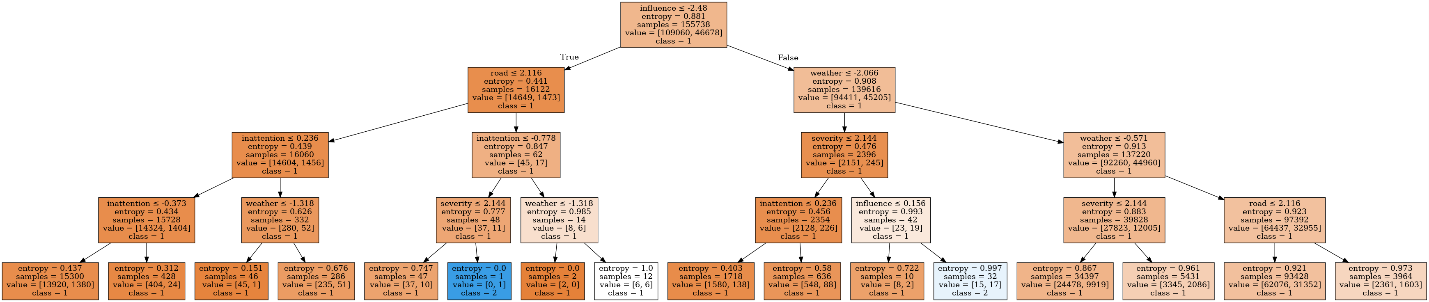 influence ≤ -2.48
entropy = 0.881
samples = 155738
value = [109060, 46678]
class = 1
True
False
road ≤ 2.116
entropy = 0.441
samples = 16122
value = [14649, 1473]
class = 1
weather ≤ -2.066
entropy = 0.908
samples = 139616
value = [94411, 45205]
class = 1
inattention ≤ 0.236
entropy = 0.439
samples = 16060
value = [14604, 1456]
class = 1
inattention ≤ -0.778
entropy = 0.847
samples = 62
value = [45, 17]
class = 1
severity ≤ 2.144
entropy = 0.476
samples = 2396
value = [2151, 245]
class = 1
weather ≤ -0.571
entropy = 0.913
samples = 137220
value = [92260, 44960]
class = 1
inattention ≤ -0.373
entropy = 0.434
samples = 15728
value = [14324, 1404]
class = 1
weather ≤ -1.318
entropy = 0.626
samples = 332
value = [280, 52]
class = 1
severity ≤ 2.144
entropy = 0.777
samples = 48
value = [37, 11]
class = 1
weather ≤ -1.318
entropy = 0.985
samples = 14
value = [8, 6]
class = 1
inattention ≤ 0.236
entropy = 0.456
samples = 2354
value = [2128, 226]
class = 1
influence ≤ 0.156
entropy = 0.993
samples = 42
value = [23, 19]
class = 1
severity ≤ 2.144
entropy = 0.883
samples = 39828
value = [27823, 12005]
class = 1
road ≤ 2.116
entropy = 0.923
samples = 97392
value = [64437, 32955]
class = 1
entropy = 0.437
samples = 15300
value = [13920, 1380]
class = 1
entropy = 0.312
samples = 428
value = [404, 24]
class = 1
entropy = 0.151
samples = 46
value = [45, 1]
class = 1
entropy = 0.676
samples = 286
value = [235, 51]
class = 1
entropy = 0.747
samples = 47
value = [37, 10]
class = 1
entropy = 0.0
samples = 1
value = [0, 1]
class = 2
entropy = 0.0
samples = 2
value = [2, 0]
class = 1
entropy = 1.0
samples = 12
value = [6, 6]
class = 1
entropy = 0.403
samples = 1718
value = [1580, 138]
class = 1
entropy = 0.58
samples = 636
value = [548, 88]
class = 1
entropy = 0.722
samples = 10
value = [8, 2]
class = 1
entropy = 0.997
samples = 32
value = [15, 17]
class = 2
entropy = 0.867
samples = 34397
value = [24478, 9919]
class = 1
entropy = 0.961
samples = 5431
value = [3345, 2086]
class = 1
entropy = 0.921
samples = 93428
value = [62076, 31352]
class = 1
entropy = 0.973
samples = 3964
value = [2361, 1603]
class = 1